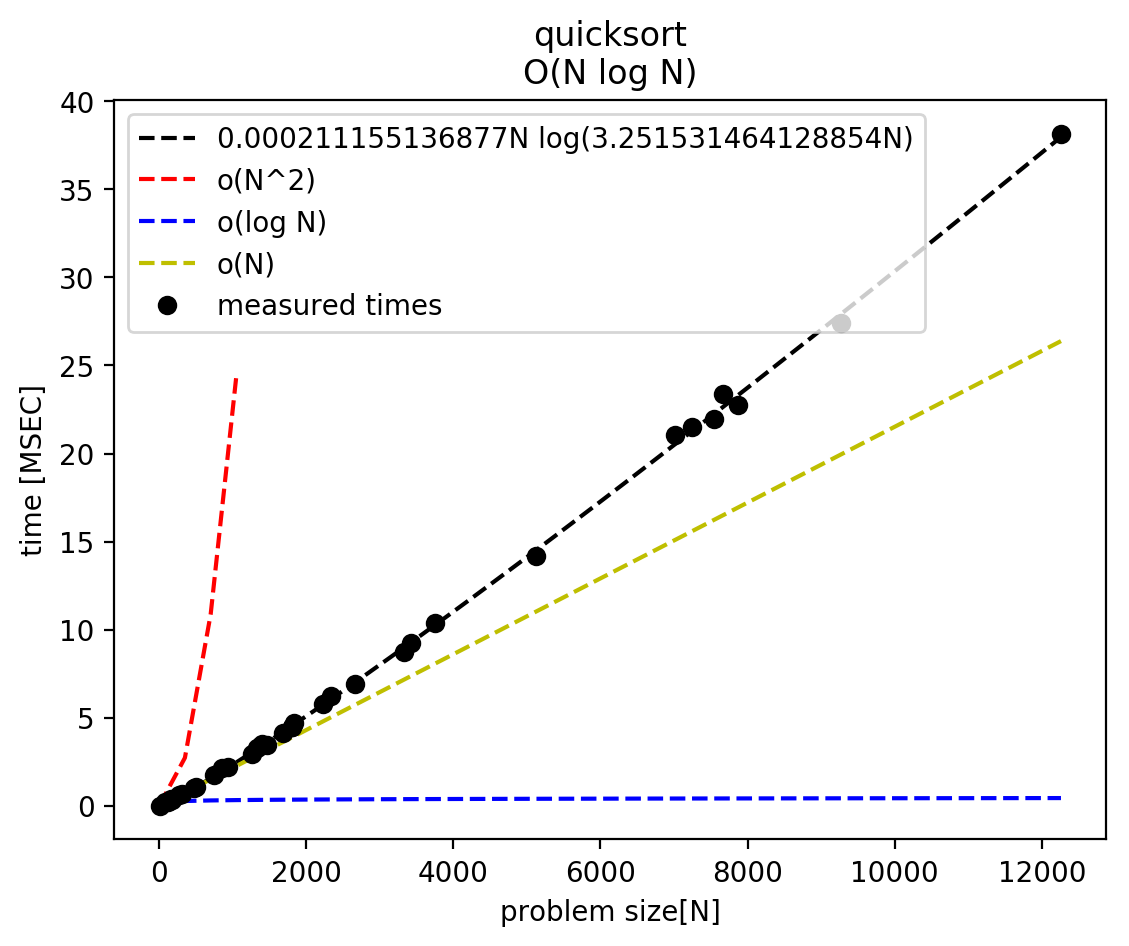 quicksort
O(N log N)
0.000211155136877N log(3.251531464128854N)
o(N^2)
o(log N)
o(N)
measured times
time [MSEC]
40
35
30
25
20
15
10
5
0
0 2000 4000 6000 8000 10000 12000
problem size[N]